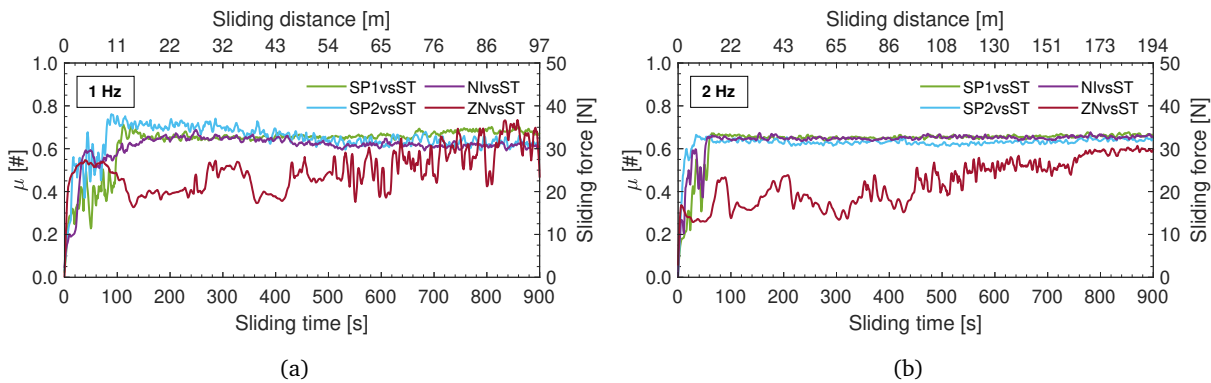 Sliding distance [m]
0 11 22 32 43 54 65 76 86 97
1.0 0.8 0.6 0.4 0.2 0.0
μ [#]
1 Hz
SP1vsST NIvsST
SP2vsST ZNvsST
50 40 30 20 10 0
Sliding force [N]
0 100 200 300 400 500 600 700 800 900
Sliding time [s]
(a)
Sliding distance [m]
0 22 43 65 86 108 130 151 173 194
1.0 0.8 0.6 0.4 0.2 0.0
μ [#]
2 Hz
SP1vsST NIvsST
SP2vsST ZNvsST
50 40 30 20 10 0
Sliding force [N]
0 100 200 300 400 500 600 700 800 900
Sliding time [s]
(b)